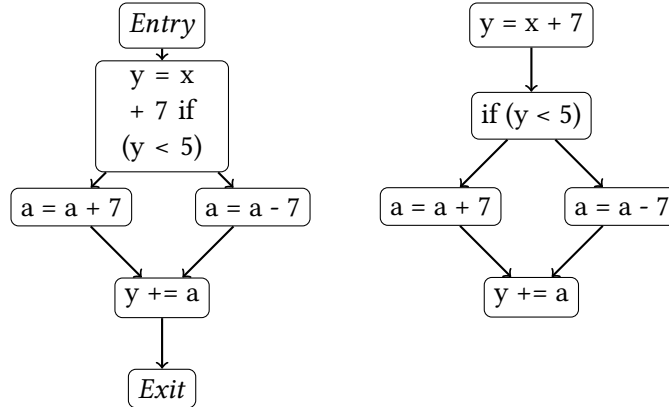 Entry
y = x
+ 7 if
(y < 5)
a = a + 7
a = a - 7
y += a
Exit
y = x + 7
if (y < 5)
a = a + 7
a = a - 7
y += a